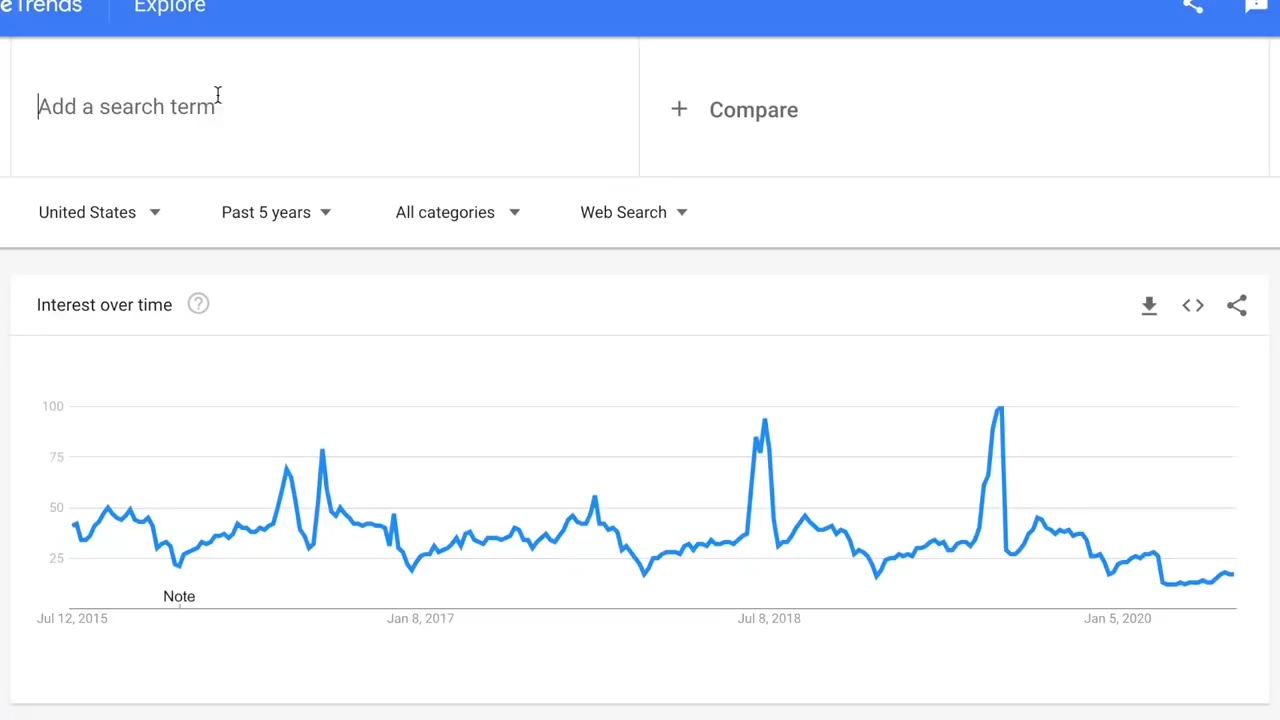 eTrends Explore
Add a search term
+ Compare
United States Past 5 years All categories Web Search
Interest over time ?
100
75
50
25
Note
Jul 12, 2015 Jan 8, 2017 Jul 8, 2018 Jan 5, 2020